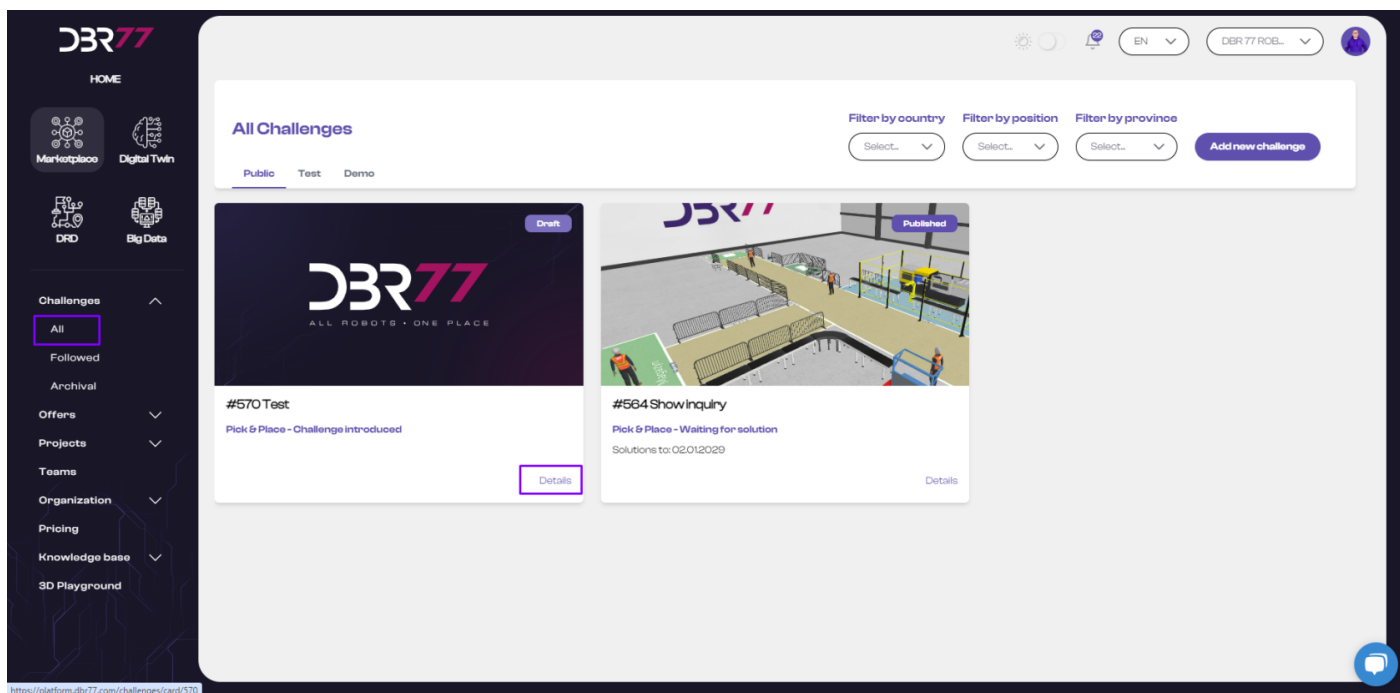 DBR77
HOME
Marketplace
Digital Twin
DRD
Big Data
Challenges
All
Followed
Archival
Offers
Projects
Teams
Organization
Pricing
Knowledge base
3D Playground
22
EN
DBR 77 ROB...
All Challenges
Public Test Demo
Filter by country Filter by position Filter by province
Select... Select... Select...
Add new challenge
Draft
DBR77
ALL ROBOTS • ONE PLACE
#570 Test
Pick & Place - Challenge introduced
Details
DBR77
Published
#564 Show inquiry
Pick & Place - Waiting for solution
Solutions to: 02.01.2029
Details
https://platform.dbr77.com/challenges/card/570